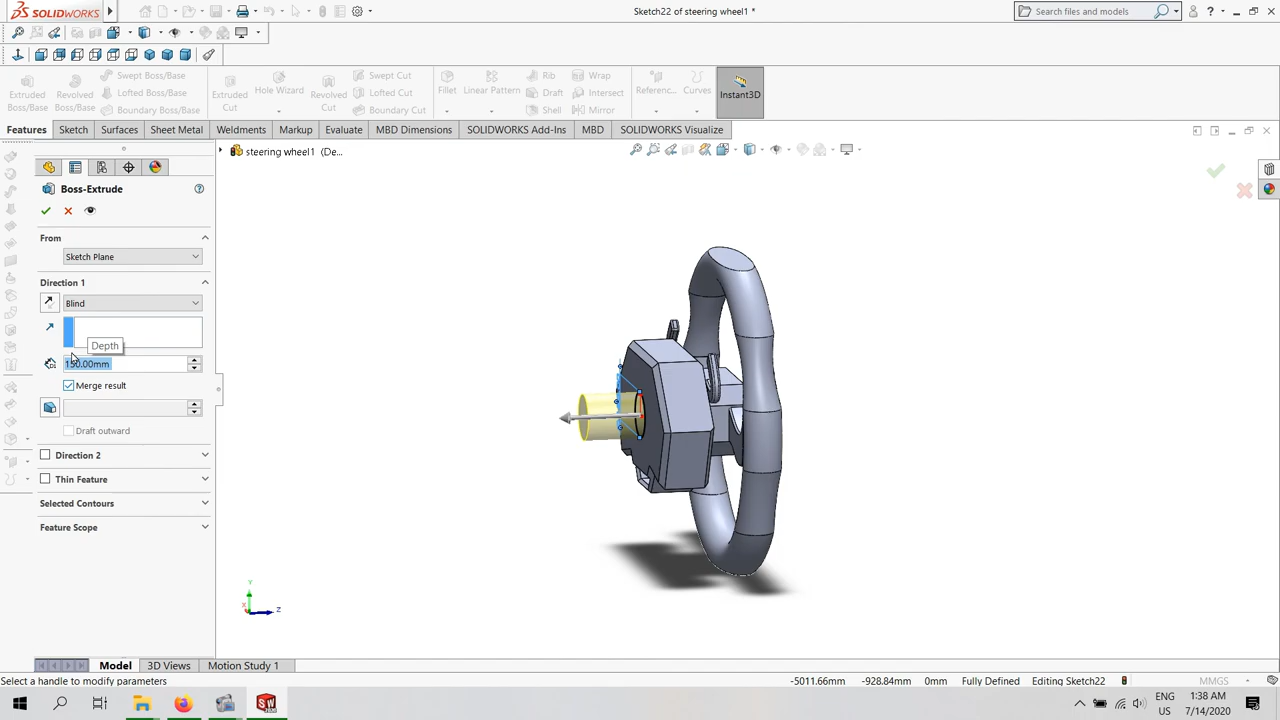 SOLIDWORKS
Sketch22 of steering wheel1 *
Search files and models
Extruded Boss/Base
Revolved Boss/Base
Swept Boss/Base
Lofted Boss/Base
Boundary Boss/Base
Extruded Cut
Hole Wizard
Revolved Cut
Swept Cut
Lofted Cut
Boundary Cut
Fillet
Linear Pattern
Rib
Draft
Shell
Wrap
Intersect
Mirror
Referenc...
Curves
Instant3D
Features Sketch Surfaces Sheet Metal Weldments Markup Evaluate MBD Dimensions SOLIDWORKS Add-Ins MBD SOLIDWORKS Visualize
steering wheel1 (De...
Boss-Extrude
From
Sketch Plane
Direction 1
Blind
Depth
150.00mm
Merge result
Draft outward
Direction 2
Thin Feature
Selected Contours
Feature Scope
Y
X
Z
Model 3D Views Motion Study 1
Select a handle to modify parameters
-5011.66mm -928.84mm 0mm Fully Defined Editing Sketch22 MMGS
ENG
US
1:38 AM
7/14/2020